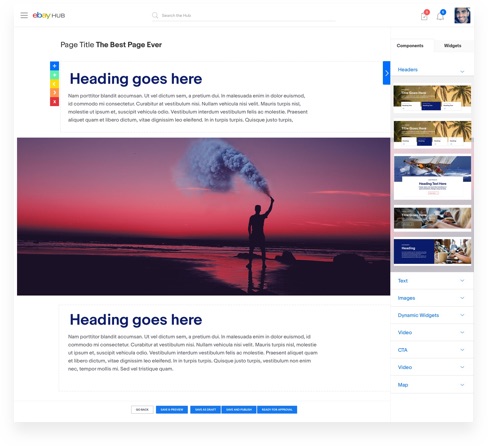 ebay HUB
Search the Hub
Page Title The Best Page Ever
Components
Widgets
Heading goes here
Nam porttitor blandit accumsan. Ut vel dictum sem, a pretium dui. In malesuada enim in dolor euismod,
id commodo mi consectetur. Curabitur at vestibulum nisi. Nullam vehicula nisi velit. Mauris turpis nisl,
ut ipsum et, suscipit vehicula odio. Vestibulum interdum vestibulum felis ac molestie. Praesent
aliquet quam et libero dictum, vitae dignissim leo eleifend. In in turpis turpis. Quisque justo turpis,
Headers
Heading Text Here
Heading
Text
Images
Dynamic Widgets
Video
CTA
Video
Map
Heading goes here
Nam porttitor blandit accumsan. Ut vel dictum sem, a pretium dui. In malesuada enim in dolor euismod, id
commodo mi consectetur. Curabitur at vestibulum nisi. Nullam vehicula nisi velit. Mauris turpis nisl, nisl
ut ipsum et, suscipit vehicula odio. Vestibulum interdum vestibulum felis ac molestie. Praesent aliquet quam
et libero dictum, vitae dignissim leo eleifend. In in turpis turpis. Quisque justo turpis, vestibulum non enim
nec, tempor mollis mi. Sed vel tristique quam.
SAVE & PREVIEW
SAVE AS DRAFT
SAVE AND PUBLISH
READY FOR APPROVAL